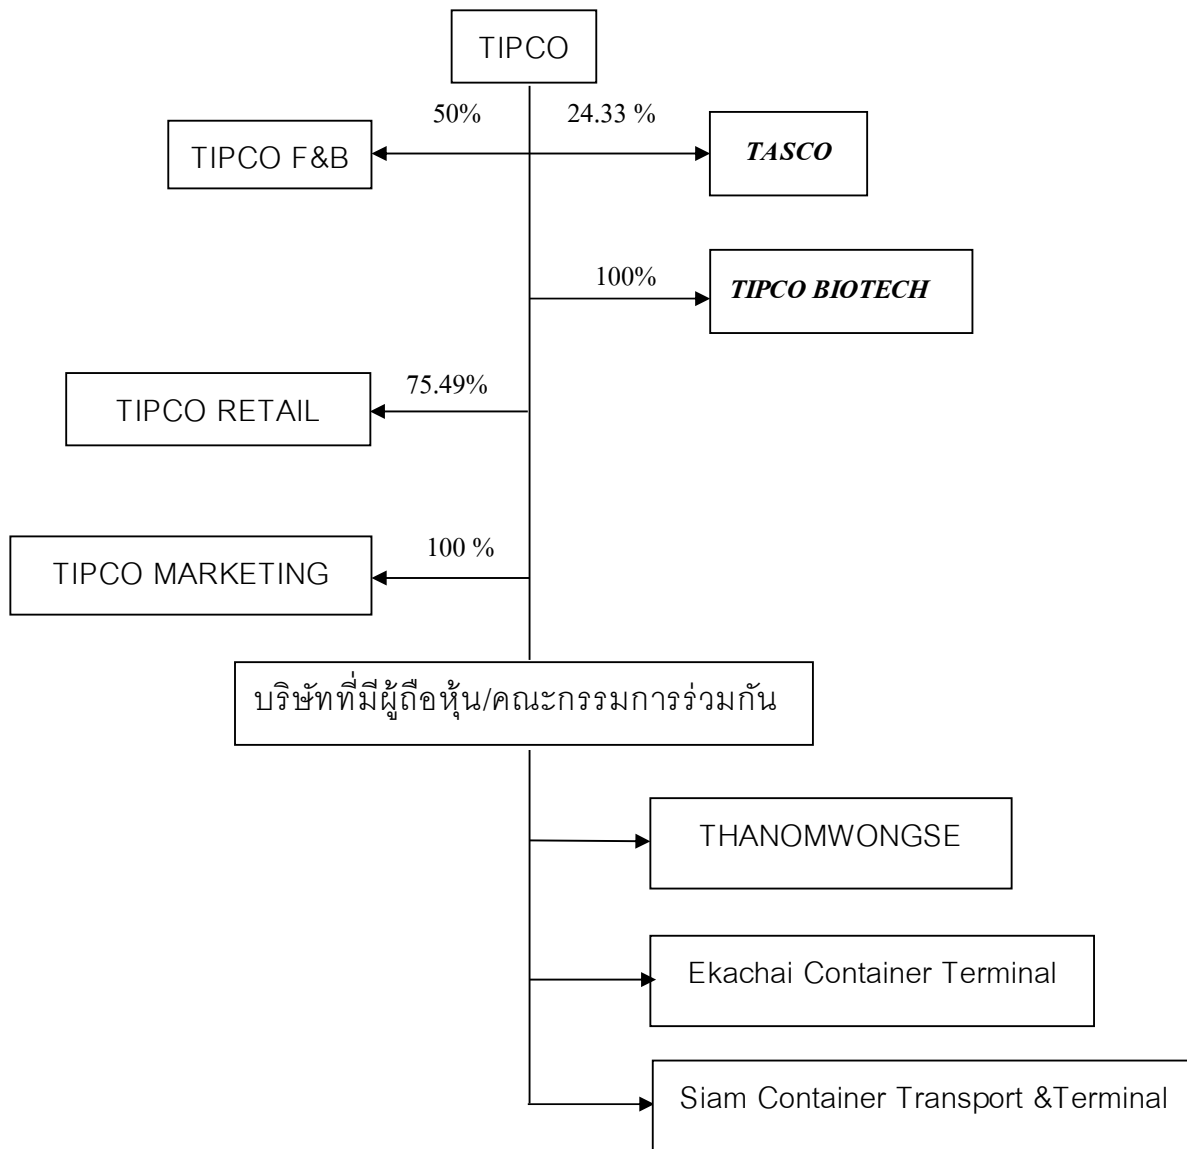 TIPCO
50%
24.33 %
TIPCO F&B
TASCO
100%
TIPCO BIOTECH
75.49%
TIPCO RETAIL
100 %
TIPCO MARKETING
บริษัทที่มีผู้ถือหุ้น/คณะกรรมการร่วมกัน
THANOMWONGSE
Ekachai Container Terminal
Siam Container Transport &Terminal